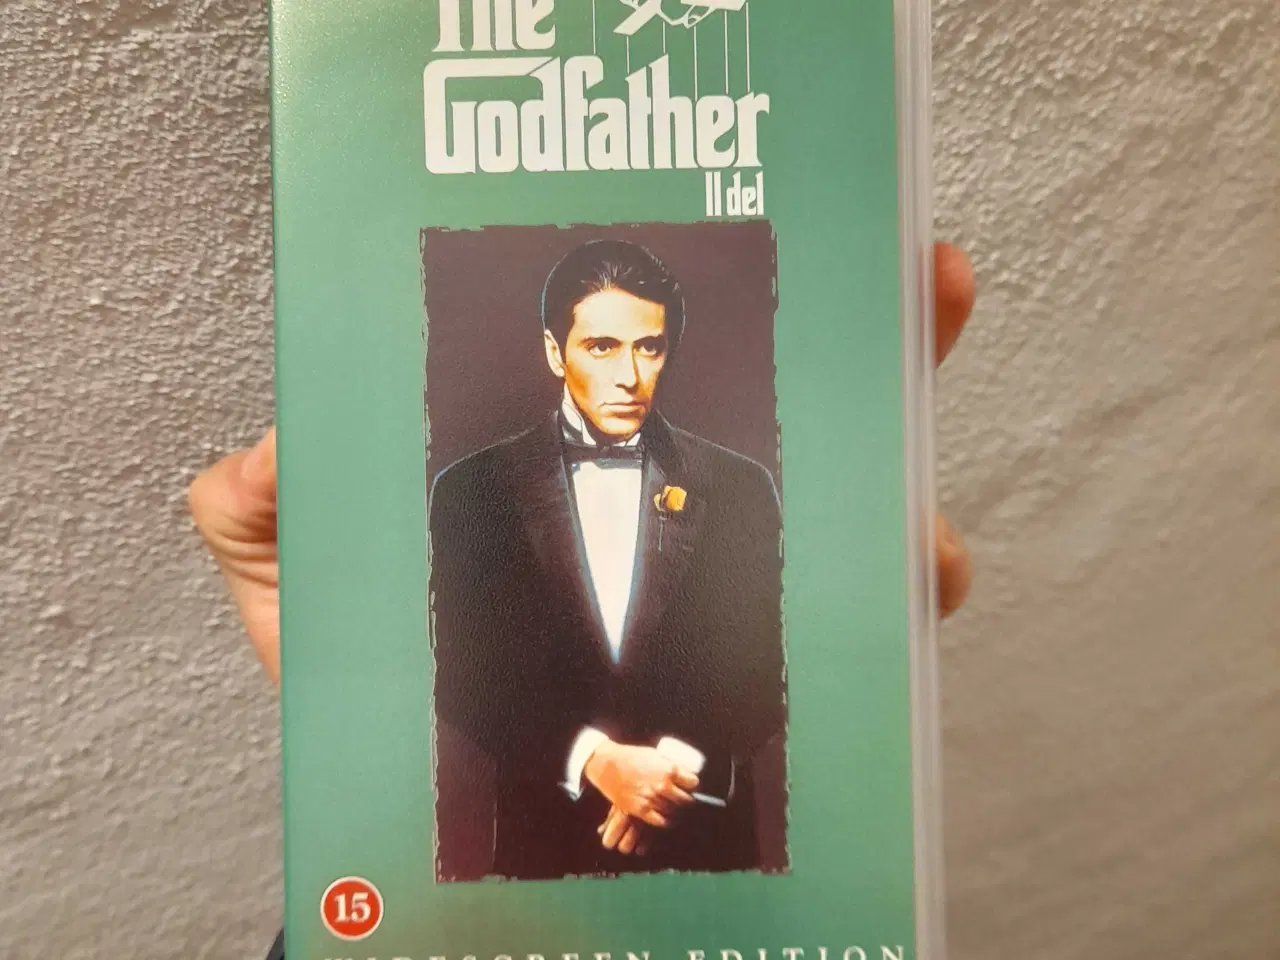 The
Godfather
II del
15
WIDESCREEN EDITION